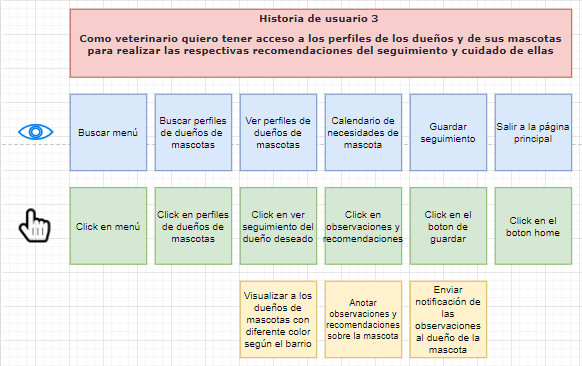 Historia de usuario 3
Como veterinario quiero tener acceso a los perfiles de los dueños y de sus mascotas
para realizar las respectivas recomendaciones del seguimiento y cuidado de ellas
Buscar menú
Buscar perfiles
de dueños de
mascotas
Ver perfiles de
dueños de
mascotas
Calendario de
necesidades de
mascota
Guardar
seguimiento
Salir a la página
principal
Click en menú
Click en perfiles
de dueños de
mascotas
Click en ver
seguimiento del
dueño deseado
Click en
observaciones y
recomendaciones
Click en el
boton de
guardar
Click en el
boton home
Visualizar a los
dueños de
mascotas con
diferente color
según el barrio
Anotar
observaciones y
recomendaciones
sobre la mascota
Enviar
notificación de
las
observaciones
al dueño de la
mascota